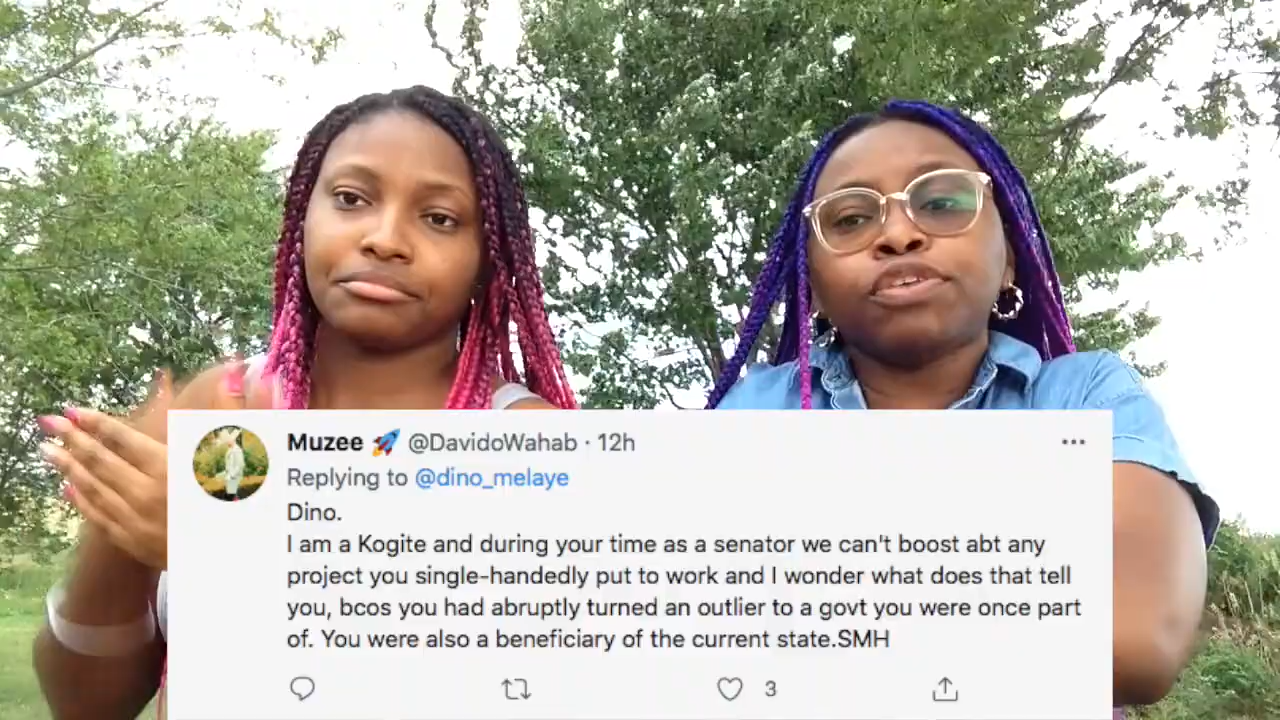 Muzee 🚀 @DavidoWahab · 12h
Replying to @dino_melaye
Dino.
I am a Kogite and during your time as a senator we can't boost abt any
project you single-handedly put to work and I wonder what does that tell
you, bcos you had abruptly turned an outlier to a govt you were once part
of. You were also a beneficiary of the current state.SMH
3